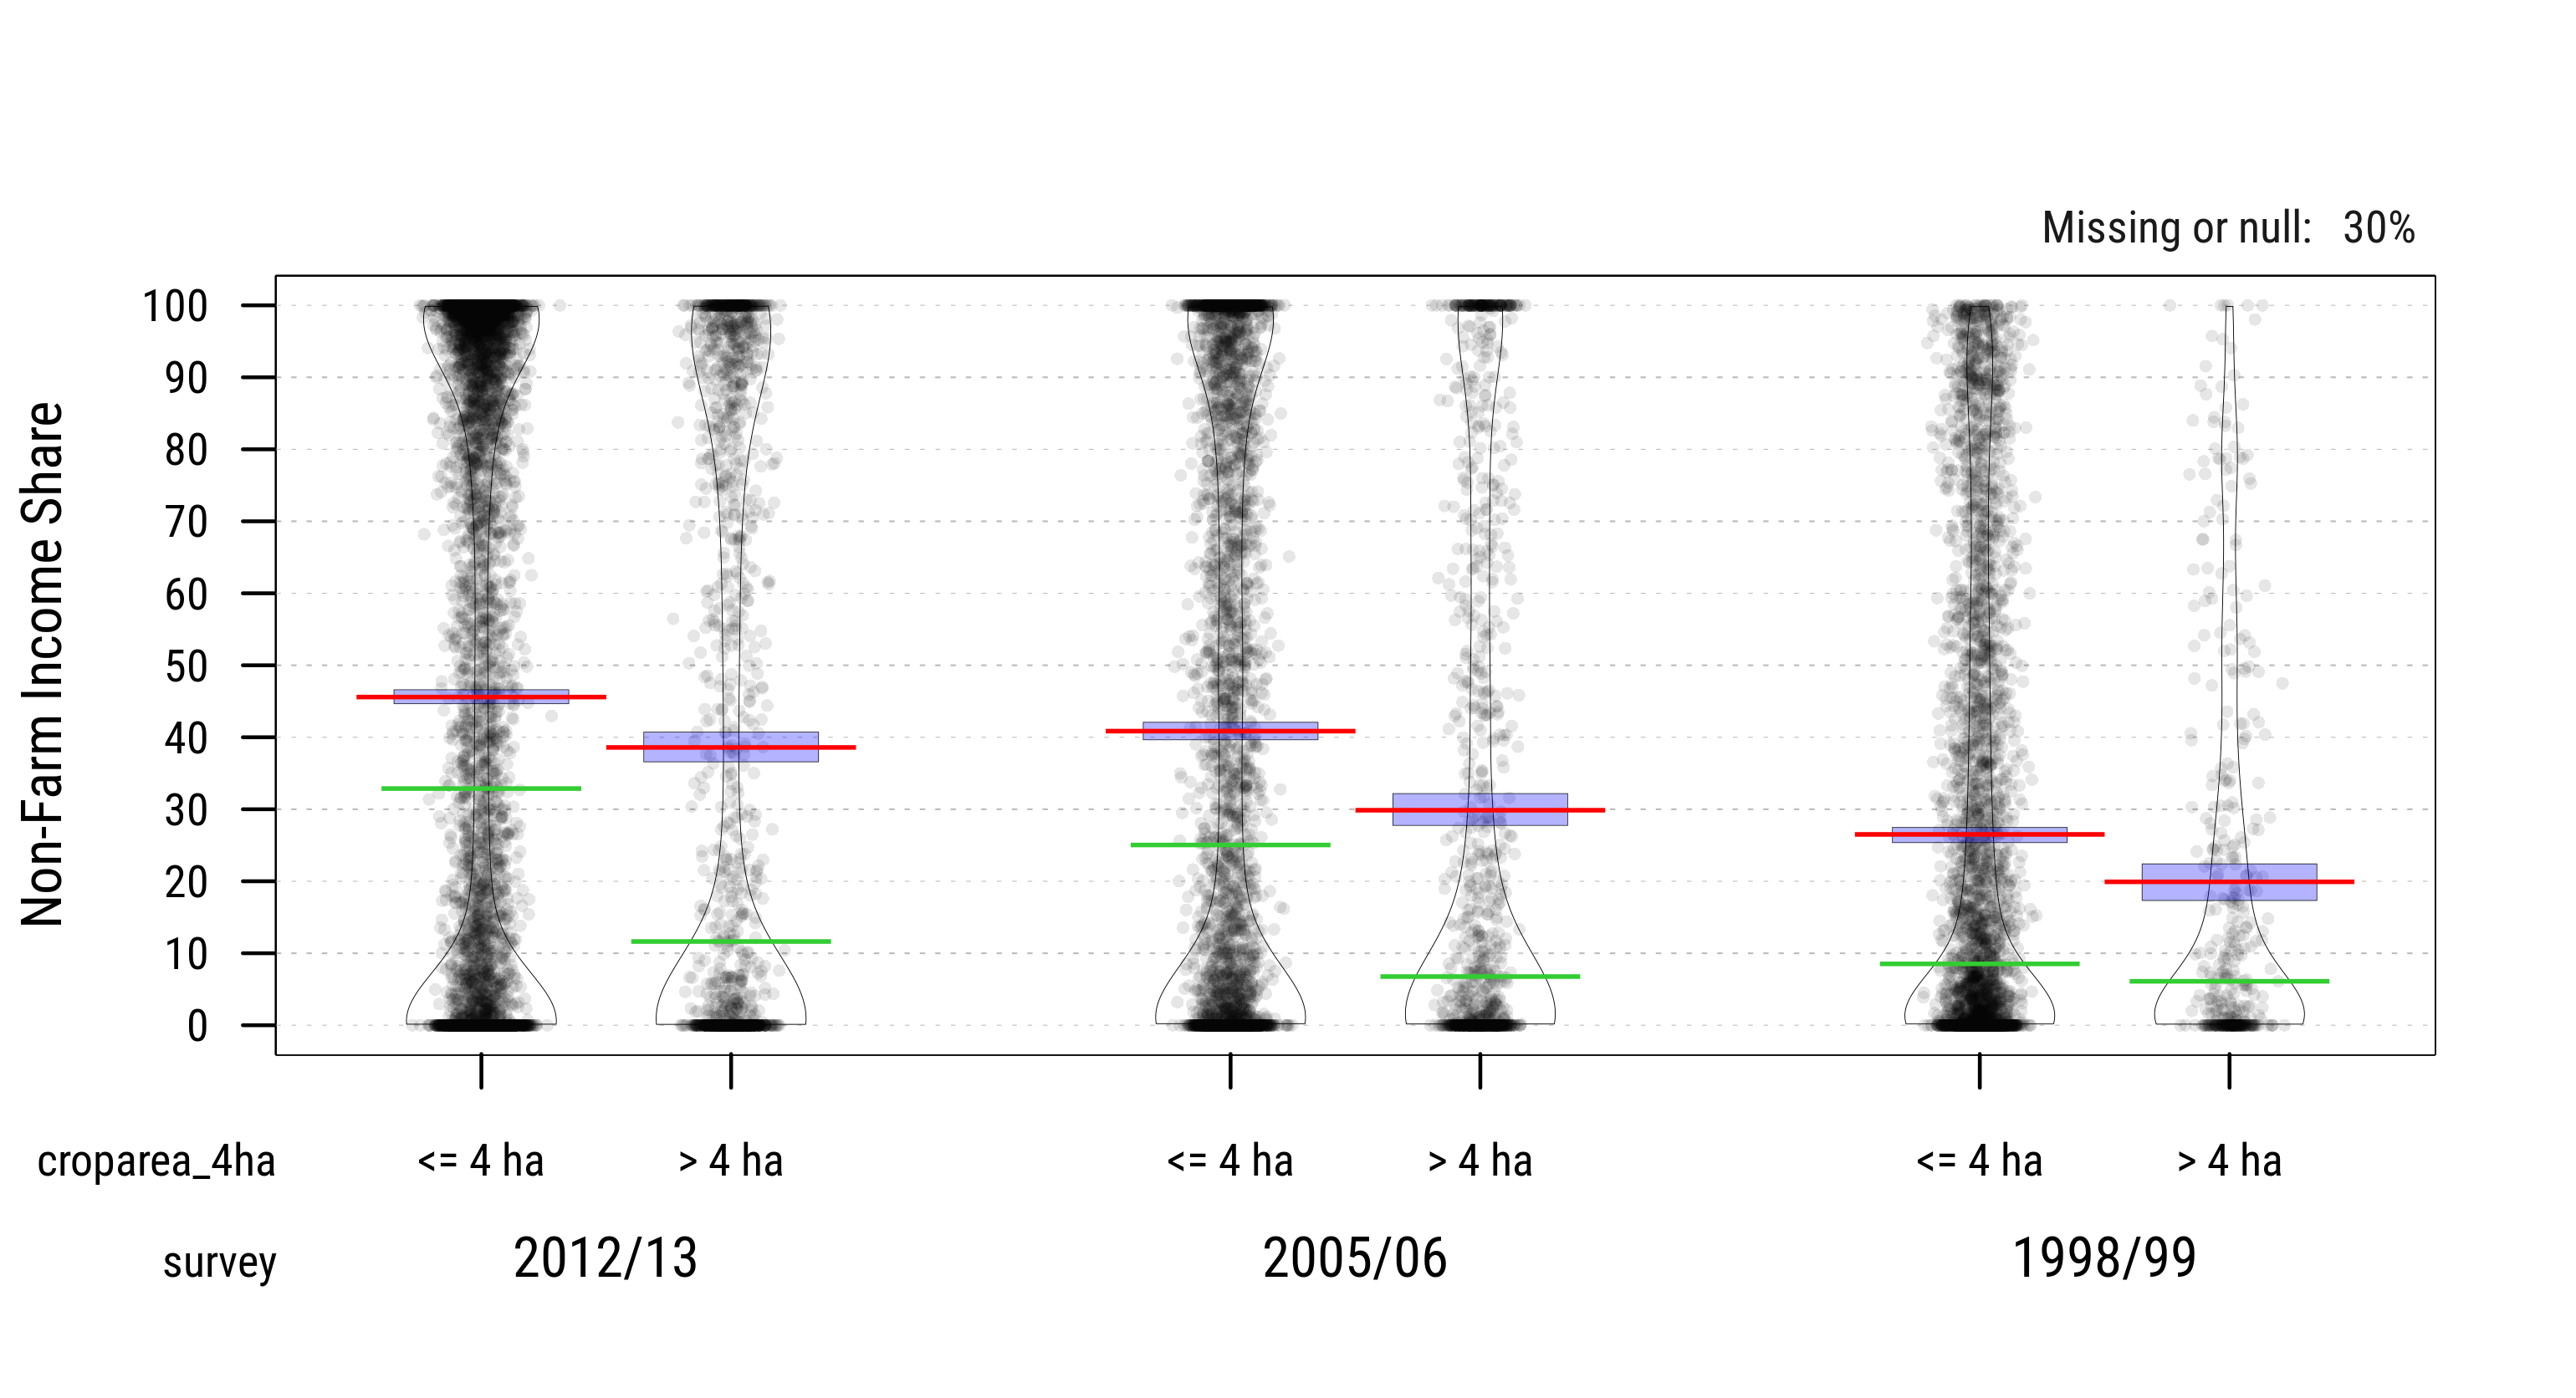 Missing or null: 30%
Non-Farm Income Share
100
90
80
70
60
50
40
30
20
10
0
croparea_4ha <= 4 ha > 4 ha <= 4 ha > 4 ha <= 4 ha > 4 ha
survey 2012/13 2005/06 1998/99